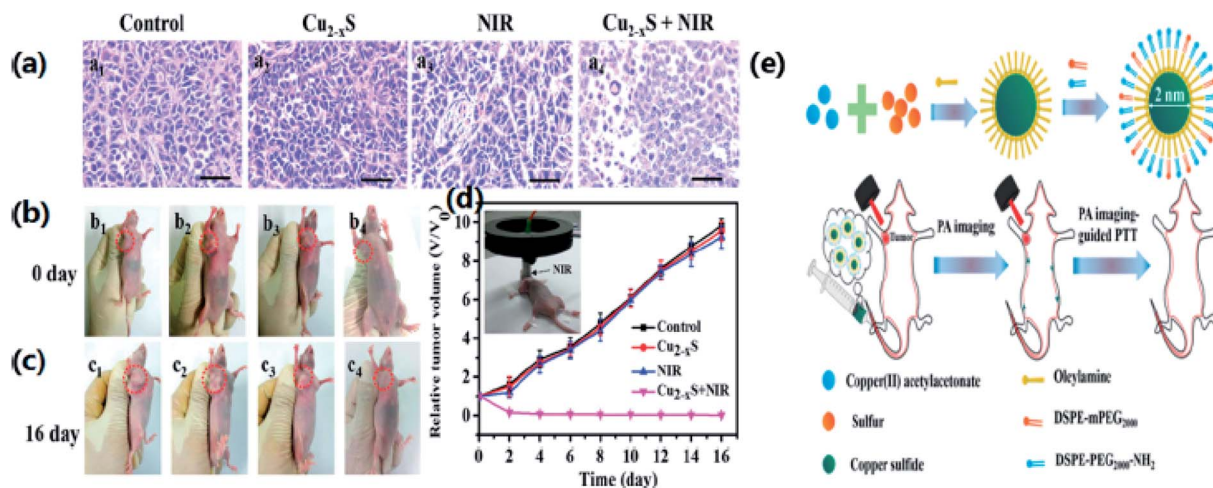 Control Cu₂₋ₓS NIR Cu₂₋ₓS + NIR
(a) a₁ a₂ a₃ a₄
(b) b₁ b₂ b₃ b₄
0 day
(c) c₁ c₂ c₃ c₄
16 day
(d)
Relative tumor volume (V/V₀)
10
8
6
4
2
0
NIR
Control
Cu₂₋ₓS
NIR
Cu₂₋ₓS+NIR
0 2 4 6 8 10 12 14 16
Time (day)
(e)
2 nm
Tumor
PA imaging
PA imaging-
guided PTT
Copper(II) acetylacetonate
Sulfur
Copper sulfide
Oleylamine
DSPE-mPEG₂₀₀₀
DSPE-PEG₂₀₀₀-NH₂